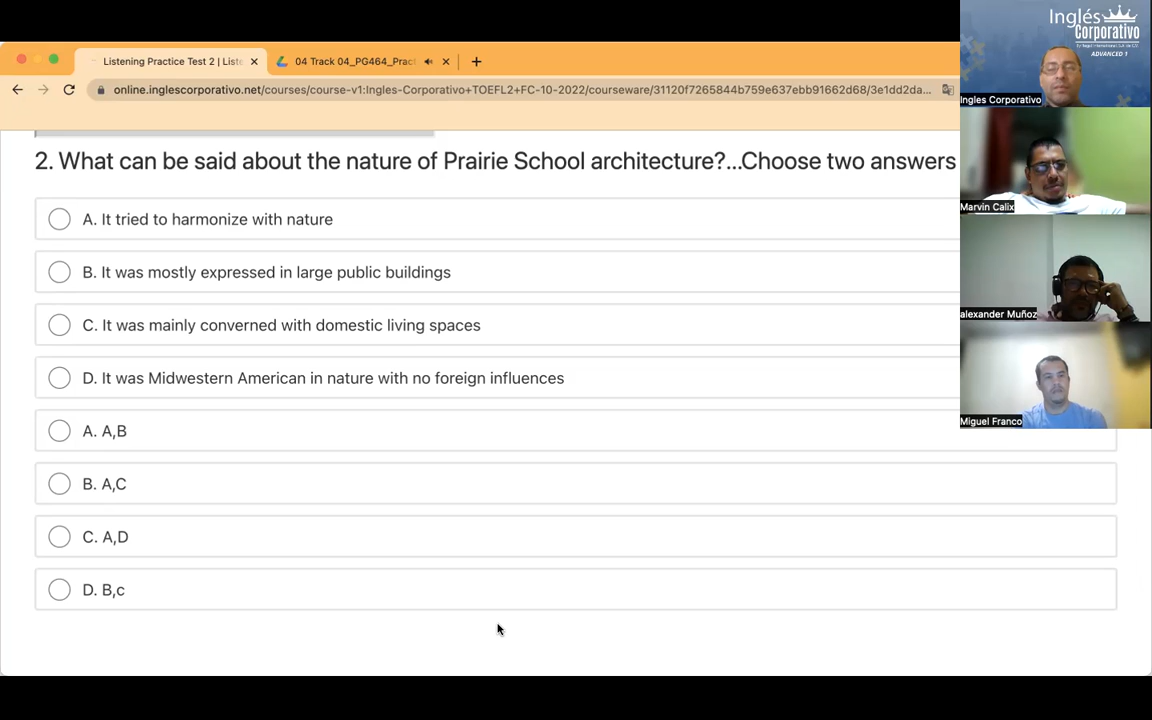 Listening Practice Test 2 | Liste
04 Track 04_PG464_Pract
online.inglescorporativo.net/courses/course-v1:Ingles-Corporativo+TOEFL2+FC-10-2022/courseware/31120f7265844b759e637ebb91662d68/3e1dd2da...
Inglés
Corporativo
ADVANCED 1
Ingles Corporativo
Marvin Calix
alexander Muñoz
Miguel Franco
2. What can be said about the nature of Prairie School architecture?...Choose two answers
A. It tried to harmonize with nature
B. It was mostly expressed in large public buildings
C. It was mainly converned with domestic living spaces
D. It was Midwestern American in nature with no foreign influences
A. A,B
B. A,C
C. A,D
D. B,c